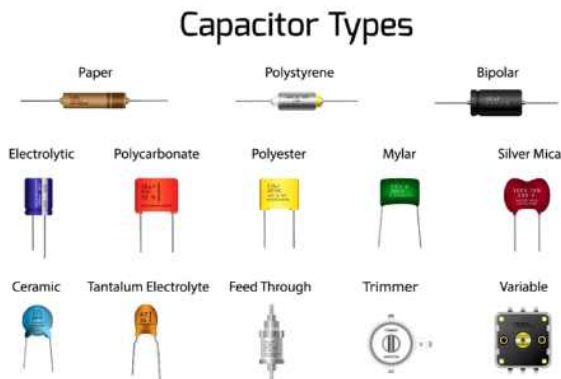 Capacitor Types
Paper Polystyrene Bipolar
Electrolytic Polycarbonate Polyester Mylar Silver Mica
Ceramic Tantalum Electrolyte Feed Through Trimmer Variable